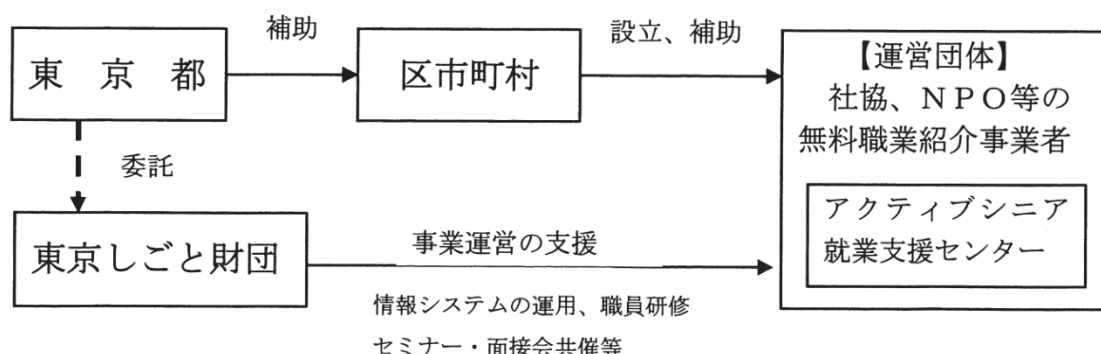 補助
設立、補助
東 京 都
区市町村
【運営団体】
社協、ＮＰＯ等の
無料職業紹介事業者
委託
アクティブシニア
就業支援センター
東京しごと財団
事業運営の支援
情報システムの運用、職員研修
セミナー・面接会共催等